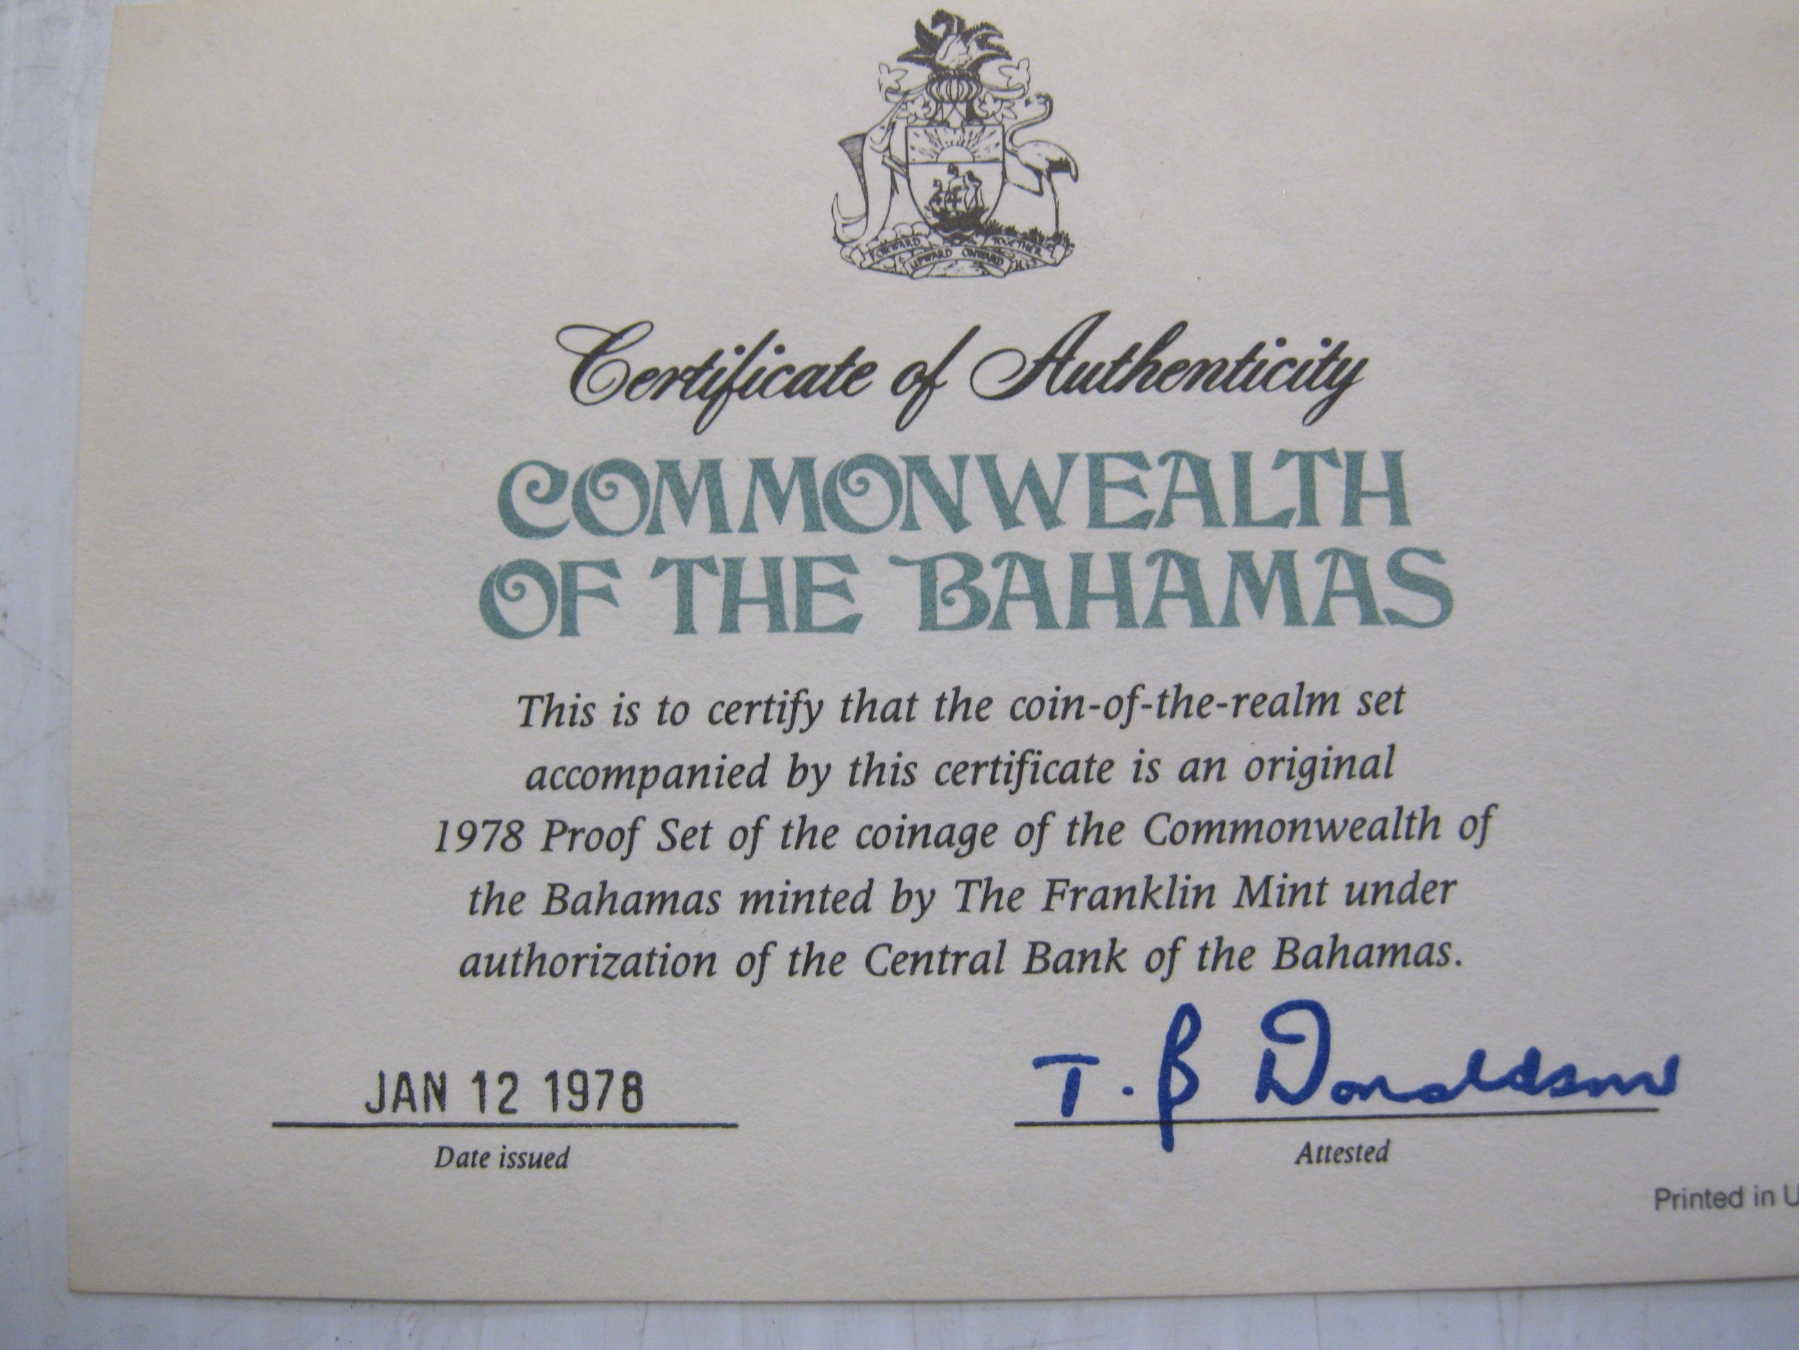 FORWARD UPWARD ONWARD TOGETHER
Certificate of Authenticity
COMMONWEALTH
OF THE BAHAMAS
This is to certify that the coin-of-the-realm set
accompanied by this certificate is an original
1978 Proof Set of the coinage of the Commonwealth of
the Bahamas minted by The Franklin Mint under
authorization of the Central Bank of the Bahamas.
JAN 12 1978
Date issued
T. B Donaldson
Attested
Printed in U